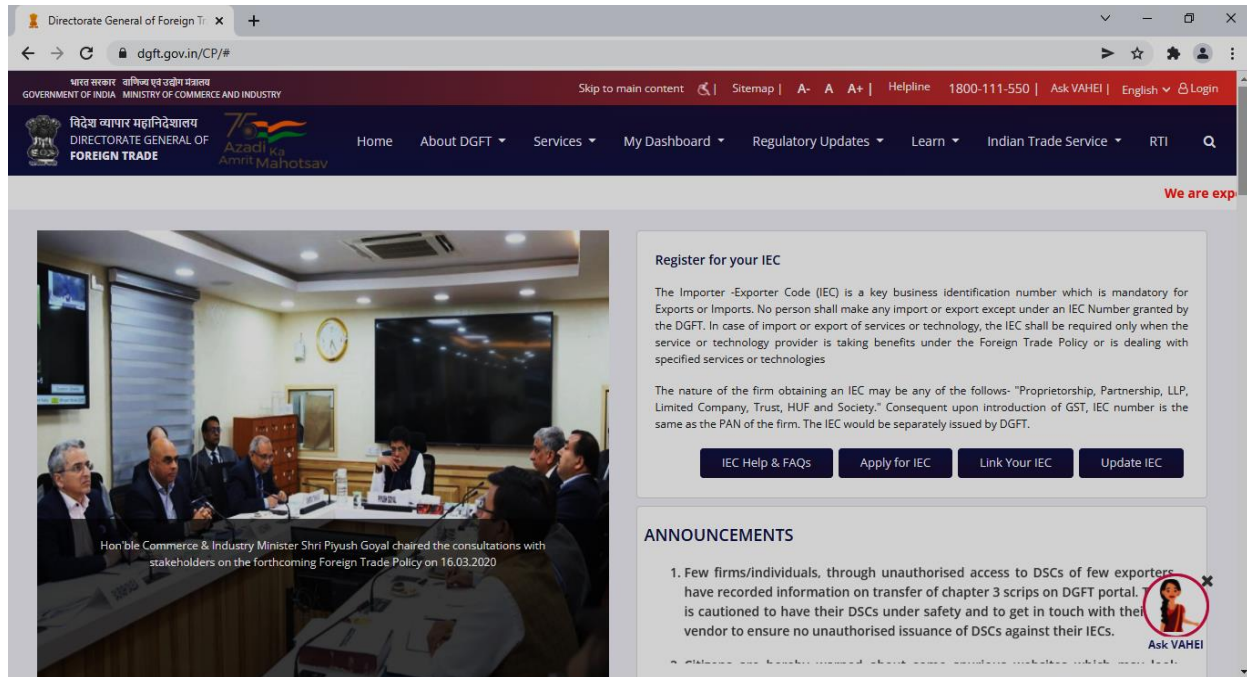 Directorate General of Foreign Tr
dgft.gov.in/CP/#
भारत सरकार वाणिज्य एवं उद्योग मंत्रालय
GOVERNMENT OF INDIA MINISTRY OF COMMERCE AND INDUSTRY
Skip to main content | Sitemap | A- A A+ | Helpline 1800-111-550 | Ask VAHEI | English Login
विदेश व्यापार महानिदेशालय
DIRECTORATE GENERAL OF
FOREIGN TRADE
75
Azadi Ka
Amrit Mahotsav
Home About DGFT Services My Dashboard Regulatory Updates Learn Indian Trade Service RTI
We are exp
Hon'ble Commerce & Industry Minister Shri Piyush Goyal chaired the consultations with
stakeholders on the forthcoming Foreign Trade Policy on 16.03.2020
Register for your IEC
The Importer -Exporter Code (IEC) is a key business identification number which is mandatory for
Exports or Imports. No person shall make any import or export except under an IEC Number granted by
the DGFT. In case of import or export of services or technology, the IEC shall be required only when the
service or technology provider is taking benefits under the Foreign Trade Policy or is dealing with
specified services or technologies
The nature of the firm obtaining an IEC may be any of the follows- "Proprietorship, Partnership, LLP,
Limited Company, Trust, HUF and Society." Consequent upon introduction of GST, IEC number is the
same as the PAN of the firm. The IEC would be separately issued by DGFT.
IEC Help & FAQs Apply for IEC Link Your IEC Update IEC
ANNOUNCEMENTS
1. Few firms/individuals, through unauthorised access to DSCs of few exporters
have recorded information on transfer of chapter 3 scrips on DGFT portal.
is cautioned to have their DSCs under safety and to get in touch with thei
vendor to ensure no unauthorised issuance of DSCs against their IECs.
Ask VAHEI